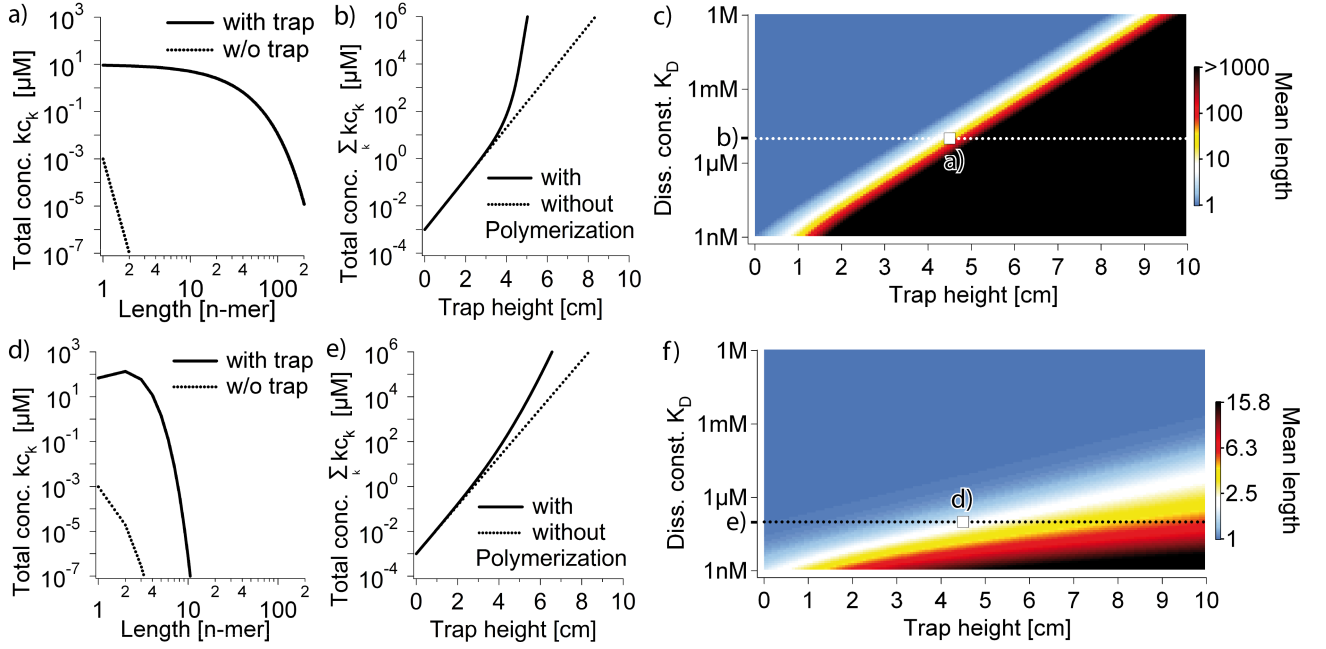 a)
Total conc. kcₖ [µM]
10³
10¹
10⁻¹
10⁻³
10⁻⁵
10⁻⁷
with trap
w/o trap
1 2 4 10 2 4 100 2
Length [n-mer]
b)
Total conc. Σₖ kcₖ [µM]
10⁶
10⁴
10²
10⁰
10⁻²
10⁻⁴
with
without
Polymerization
0 2 4 6 8 10
Trap height [cm]
c)
Diss. const. K_D
1M
1mM
b)
1µM
1nM
a)
0 1 2 3 4 5 6 7 8 9 10
Trap height [cm]
>1000
100
10
1
Mean length
d)
Total conc. kcₖ [µM]
10³
10¹
10⁻¹
10⁻³
10⁻⁵
10⁻⁷
with trap
w/o trap
1 2 4 10 2 4 100 2
Length [n-mer]
e)
Total conc. Σₖ kcₖ [µM]
10⁶
10⁴
10²
10⁰
10⁻²
10⁻⁴
with
without
Polymerization
0 2 4 6 8 10
Trap height [cm]
f)
Diss. const. K_D
1M
1mM
1µM
e)
1nM
d)
0 1 2 3 4 5 6 7 8 9 10
Trap height [cm]
15.8
6.3
2.5
1
Mean length